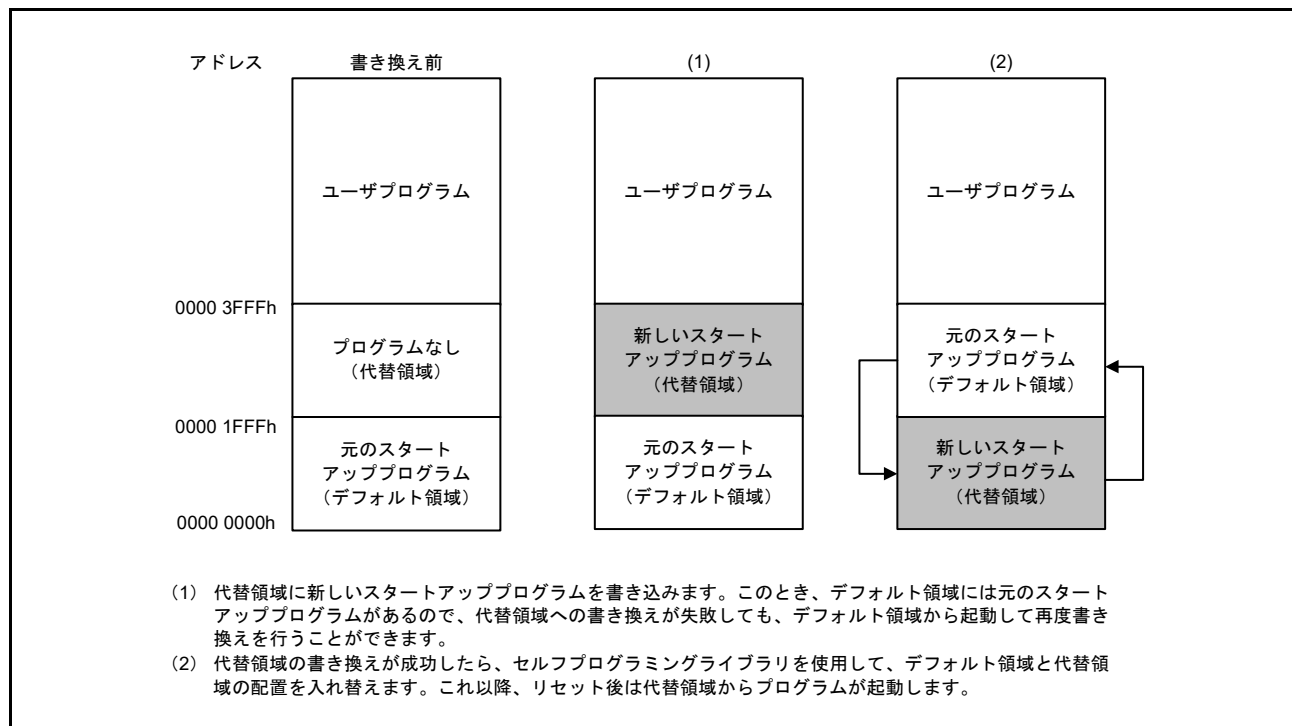 アドレス
書き換え前
(1)
(2)
ユーザプログラム
ユーザプログラム
ユーザプログラム
0000 3FFFh
プログラムなし
（代替領域）
新しいスタート
アッププログラム
（代替領域）
元のスタート
アッププログラム
（デフォルト領域）
0000 1FFFh
元のスタート
アッププログラム
（デフォルト領域）
元のスタート
アッププログラム
（デフォルト領域）
新しいスタート
アッププログラム
（代替領域）
0000 0000h
（1） 代替領域に新しいスタートアッププログラムを書き込みます。このとき、デフォルト領域には元のスタート
アッププログラムがあるので、代替領域への書き換えが失敗しても、デフォルト領域から起動して再度書き
換えを行うことができます。
（2） 代替領域の書き換えが成功したら、セルフプログラミングライブラリを使用して、デフォルト領域と代替領
域の配置を入れ替えます。これ以降、リセット後は代替領域からプログラムが起動します。